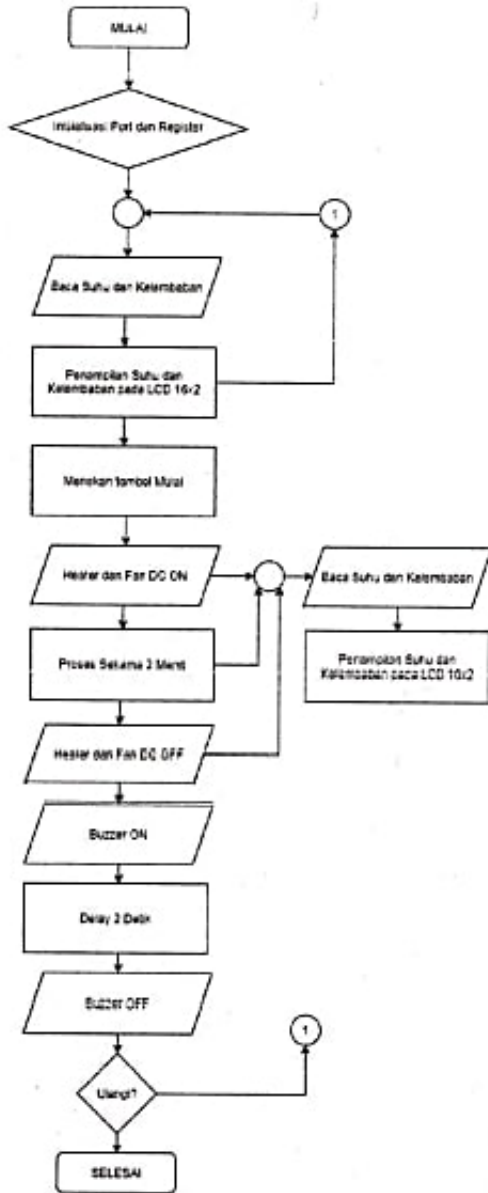 MULAI
Inisialisasi Port dan Register
1
Baca Suhu dan Kelembaban
Penampilan Suhu dan
Kelembaban pada LCD 16x2
Menekan tombol Mulai
Heater dan Fan DC ON
Baca Suhu dan Kelembaban
Proses Selama 3 Menit
Penampilan Suhu dan
Kelembaban pada LCD 16x2
Heater dan Fan DC OFF
Buzzer ON
Delay 2 Detik
Buzzer OFF
1
Ulangi?
SELESAI